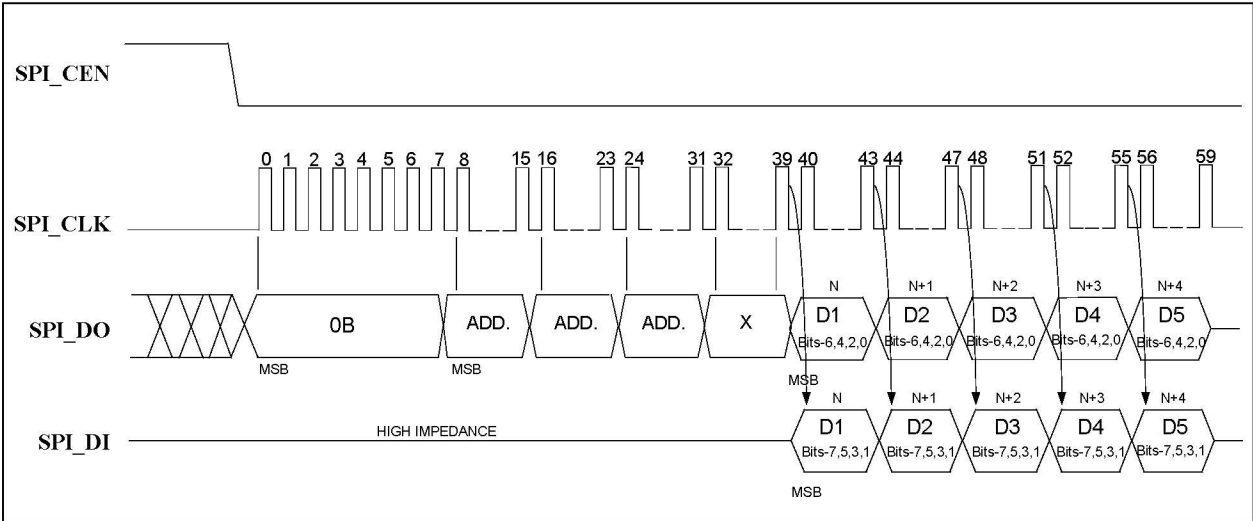 SPI_CEN
0 1 2 3 4 5 6 7 8 15 16 23 24 31 32 39 40 43 44 47 48 51 52 55 56 59
SPI_CLK
N N+1 N+2 N+3 N+4
SPI_DO
0B ADD. ADD. ADD. X D1 D2 D3 D4 D5
Bits-6,4,2,0 Bits-6,4,2,0 Bits-6,4,2,0 Bits-6,4,2,0 Bits-6,4,2,0
MSB MSB MSB
N N+1 N+2 N+3 N+4
SPI_DI
HIGH IMPEDANCE
D1 D2 D3 D4 D5
Bits-7,5,3,1 Bits-7,5,3,1 Bits-7,5,3,1 Bits-7,5,3,1 Bits-7,5,3,1
MSB